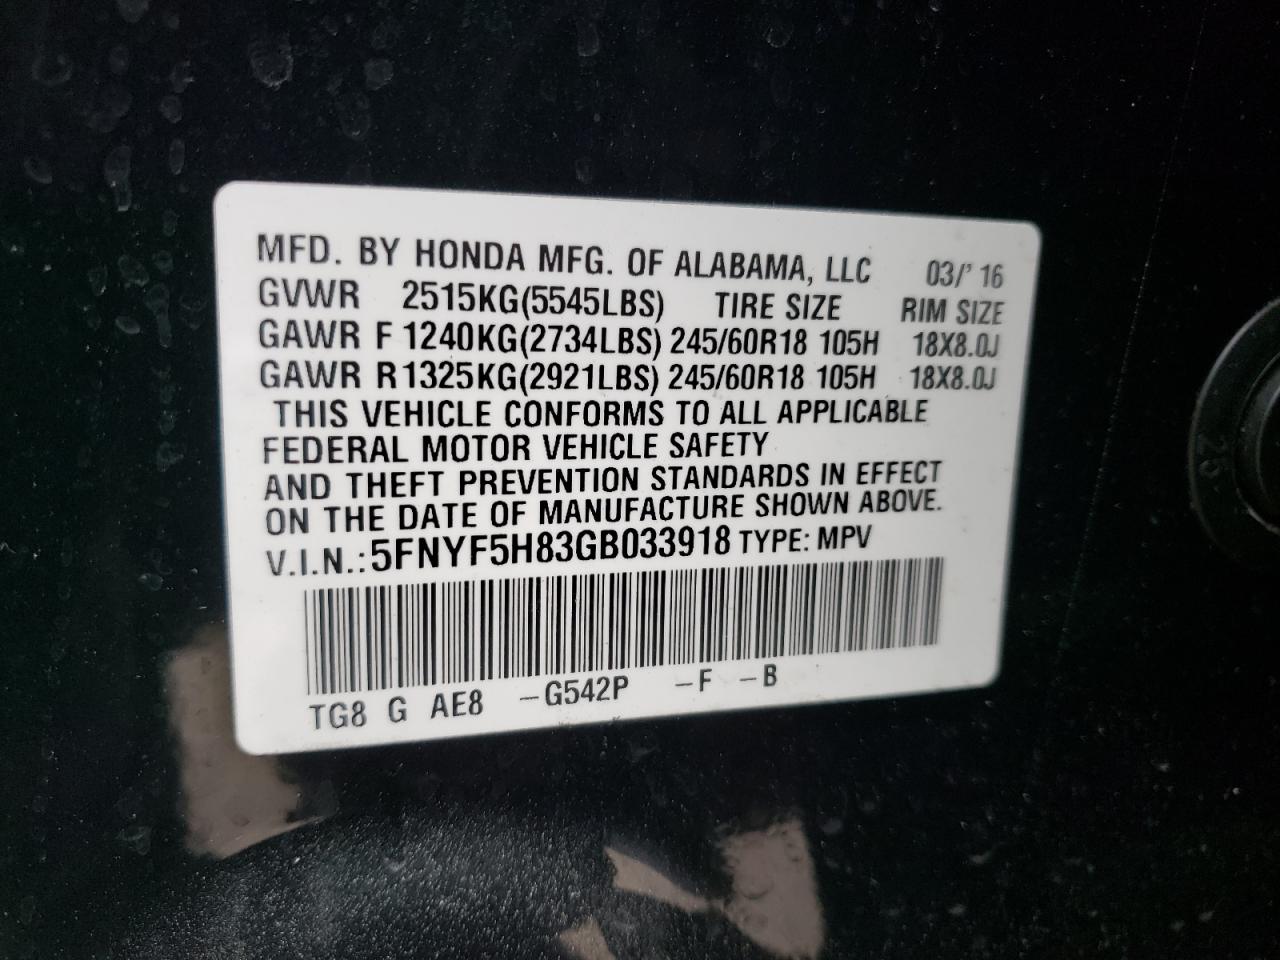 MFD. BY HONDA MFG. OF ALABAMA, LLC 03/' 16
GVWR 2515KG(5545LBS) TIRE SIZE RIM SIZE
GAWR F 1240KG(2734LBS) 245/60R18 105H 18X8.0J
GAWR R 1325KG(2921LBS) 245/60R18 105H 18X8.0J
THIS VEHICLE CONFORMS TO ALL APPLICABLE
FEDERAL MOTOR VEHICLE SAFETY
AND THEFT PREVENTION STANDARDS IN EFFECT
ON THE DATE OF MANUFACTURE SHOWN ABOVE.
V.I.N.: 5FNYF5H83GB033918 TYPE: MPV
TG8 G AE8 -G542P -F -B